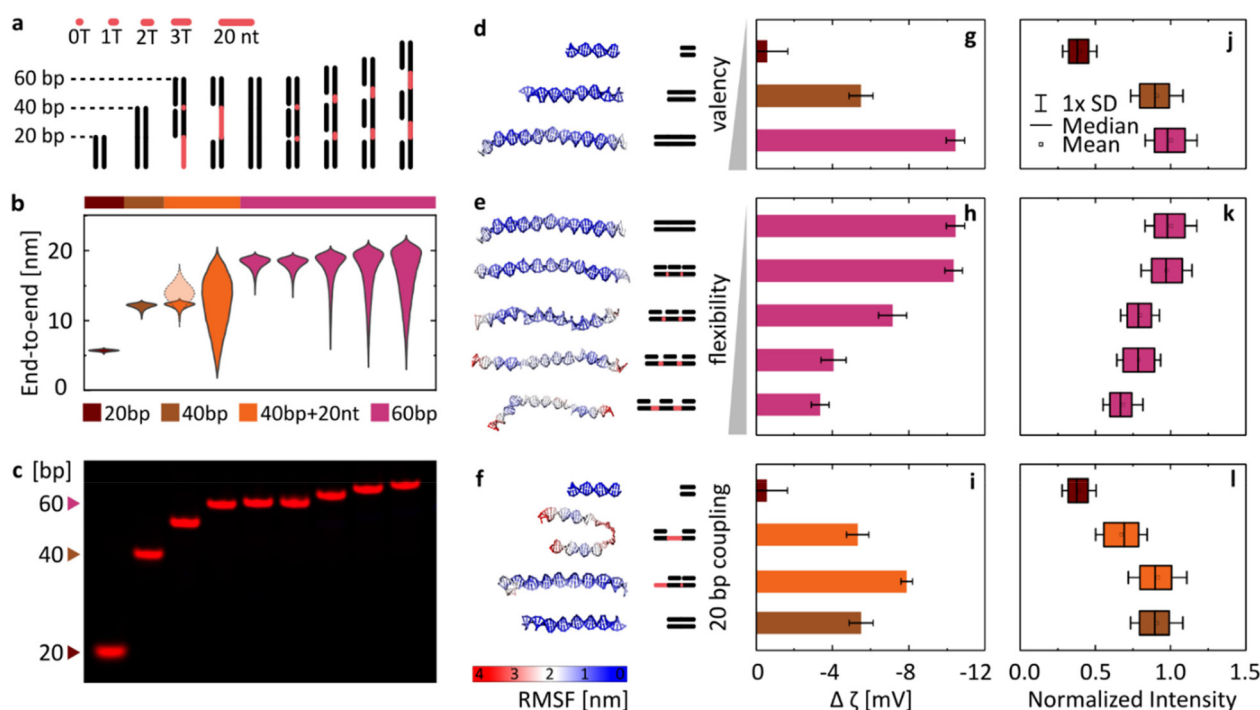 a
0T 1T 2T 3T 20 nt
60 bp
40 bp
20 bp
b
End-to-end [nm]
20
10
0
20bp 40bp 40bp+20nt 60bp
c [bp]
60
40
20
d
e
f
4 3 2 1 0
RMSF [nm]
valency
flexibility
20 bp coupling
g
h
i
0 -4 -8 -12
Δ ζ [mV]
j
1x SD
Median
Mean
k
l
0.0 0.5 1.0 1.5
Normalized Intensity